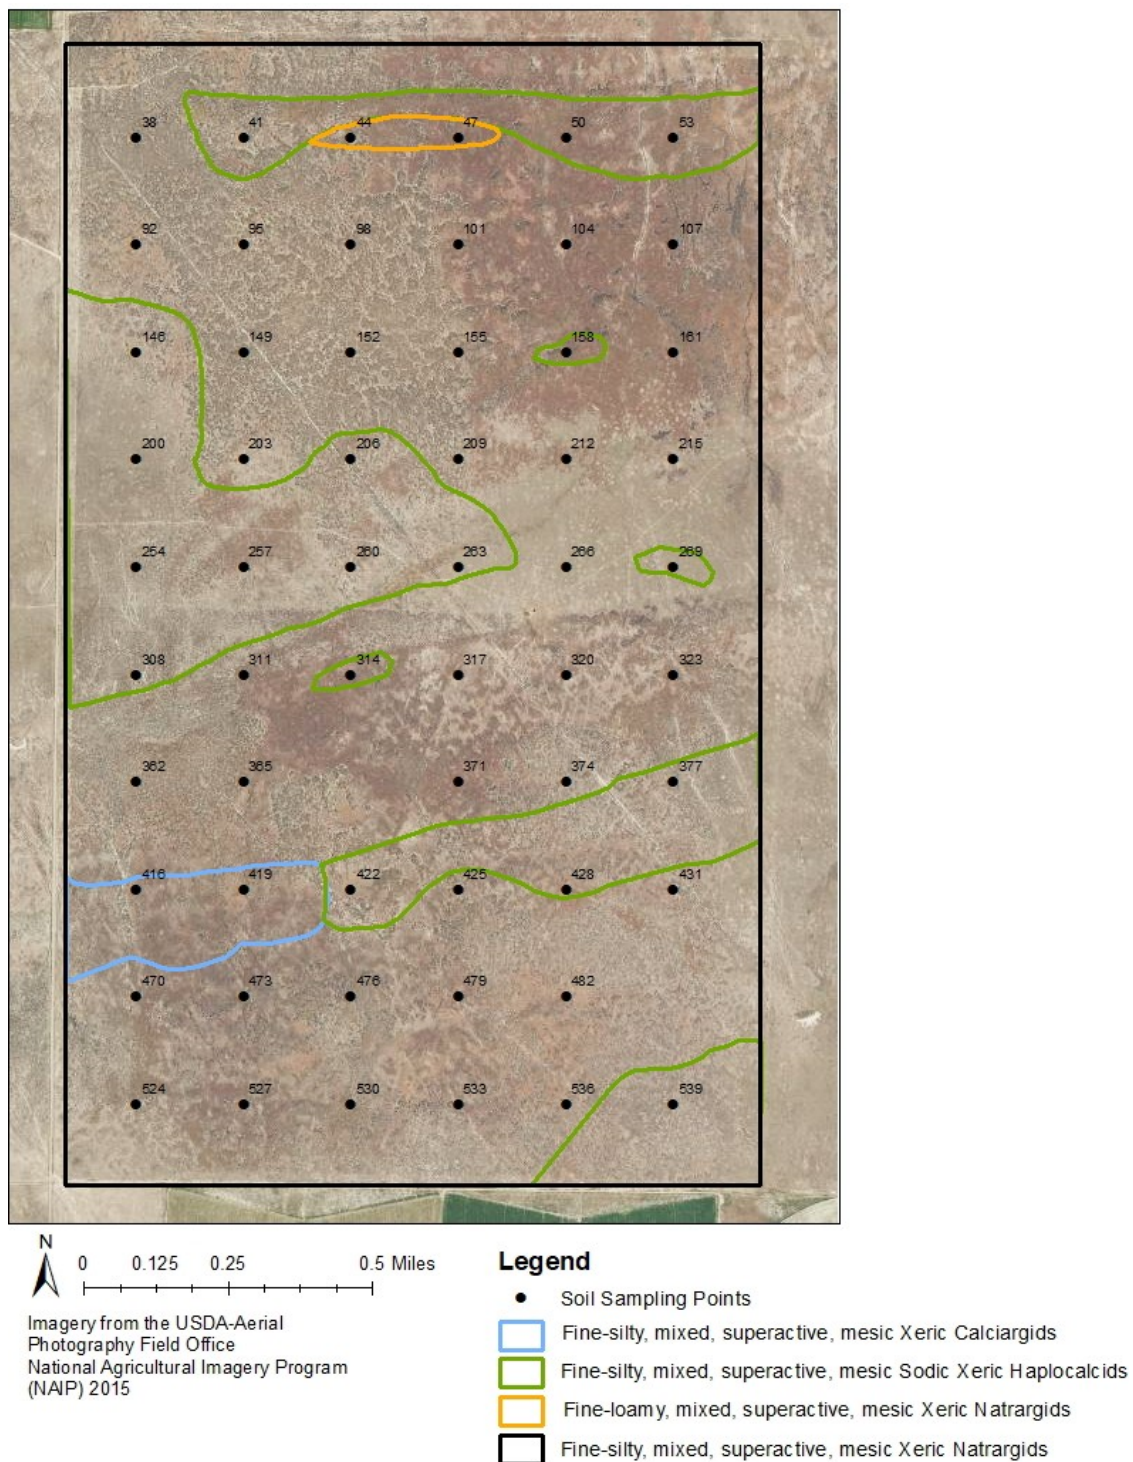 38 41 44 47 50 53
92 95 98 101 104 107
146 149 152 155 158 161
200 203 206 209 212 215
254 257 260 263 266 269
308 311 314 317 320 323
362 365 371 374 377
416 419 422 425 428 431
470 473 476 479 482
524 527 530 533 536 539
N
0 0.125 0.25 0.5 Miles
Imagery from the USDA-Aerial
Photography Field Office
National Agricultural Imagery Program
(NAIP) 2015
Legend
Soil Sampling Points
Fine-silty, mixed, superactive, mesic Xeric Calciargids
Fine-silty, mixed, superactive, mesic Sodic Xeric Haplocalcids
Fine-loamy, mixed, superactive, mesic Xeric Natrargids
Fine-silty, mixed, superactive, mesic Xeric Natrargids